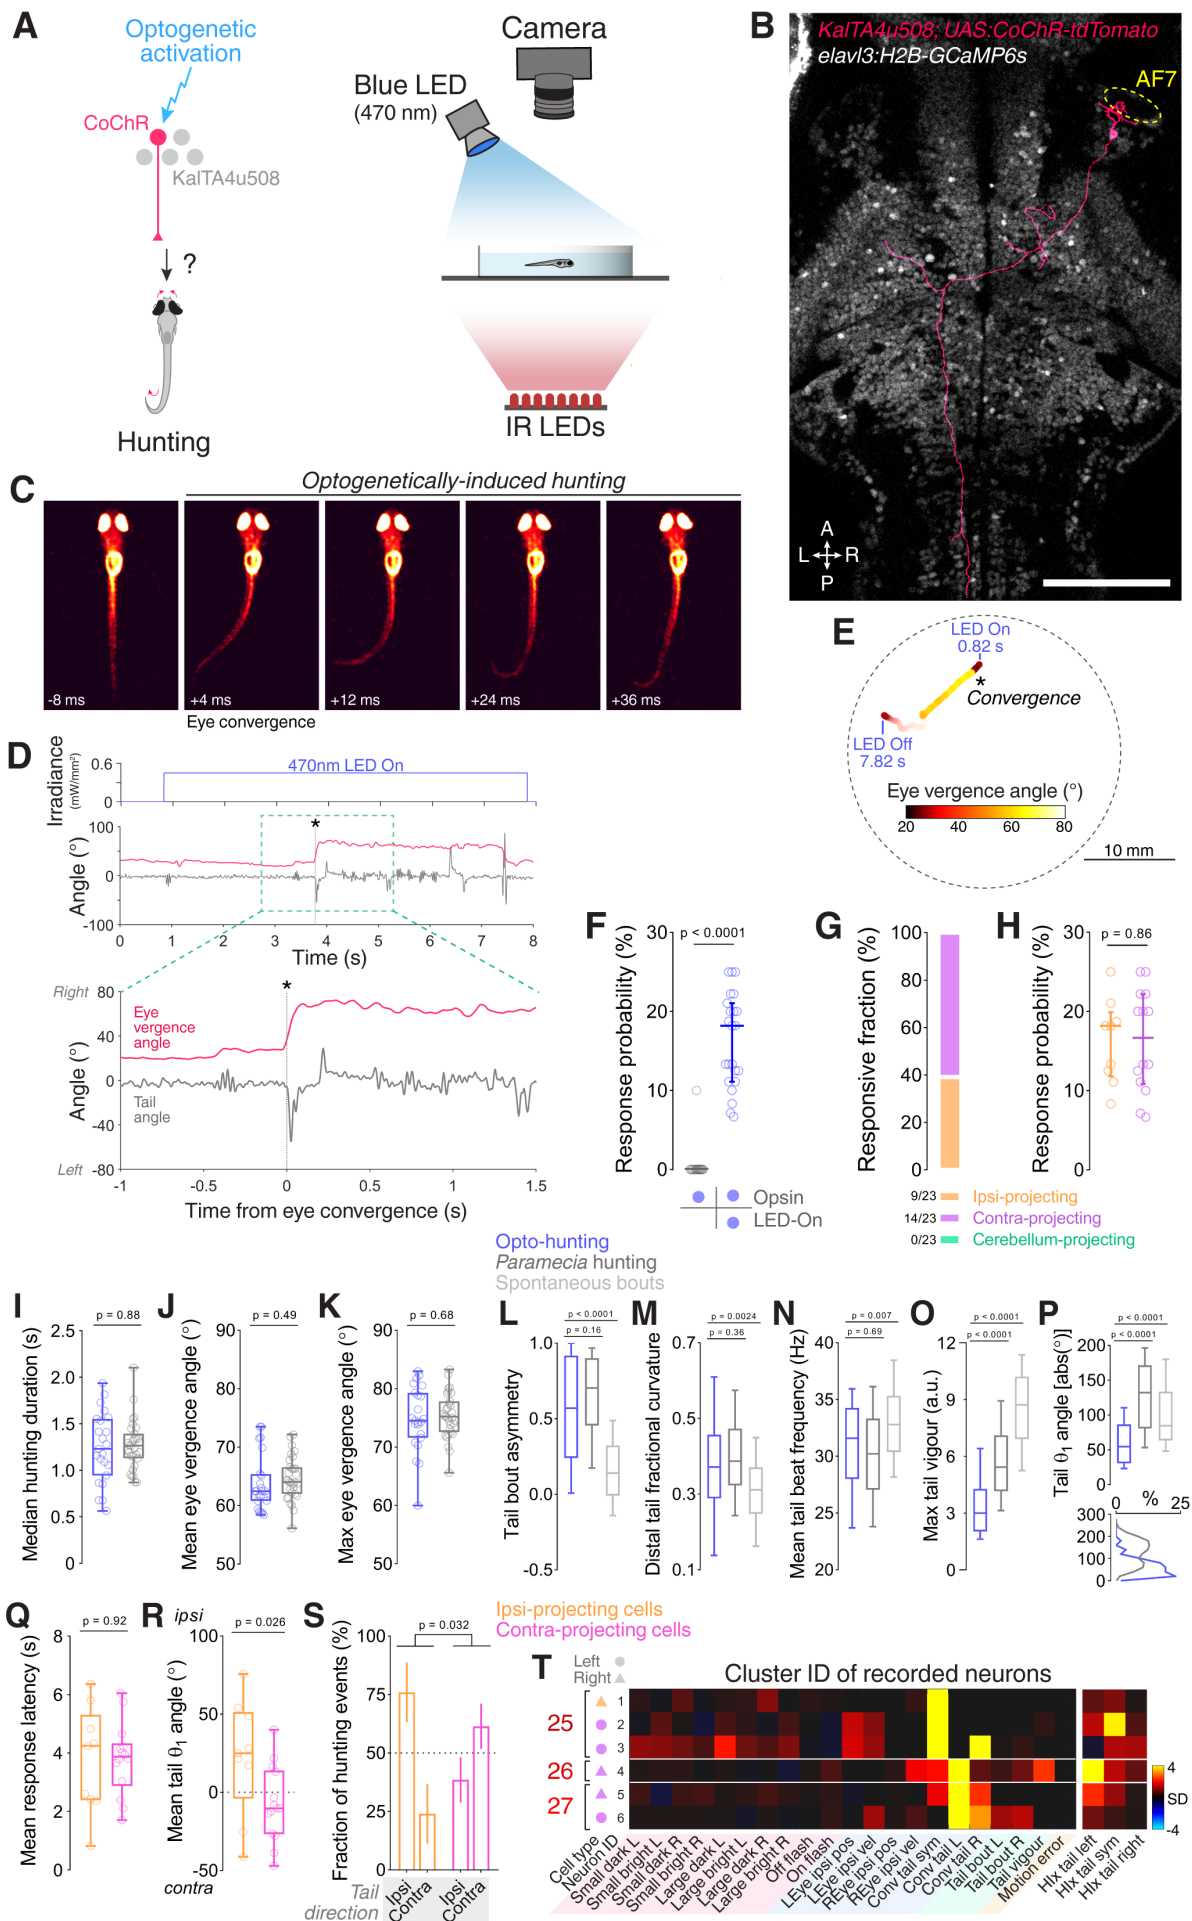 A
Optogenetic
activation
CoChR
KalTA4u508
?
Hunting
Camera
Blue LED
(470 nm)
IR LEDs
B
KalTA4u508; UAS:CoChR-tdTomato
elavl3:H2B-GCaMP6s
AF7
A
L R
P
C
Optogenetically-induced hunting
-8 ms
+4 ms
+12 ms
+24 ms
+36 ms
Eye convergence
D
Irradiance
(mW/mm²)
0.6
0
470nm LED On
*
Angle (°)
100
0
-100
0 1 2 3 4 5 6 7 8
Time (s)
*
Right
80
40
0
-40
-80
Left
Angle (°)
Eye
vergence
angle
Tail
angle
-1 -0.5 0 0.5 1 1.5
Time from eye convergence (s)
E
LED On
0.82 s
*
Convergence
LED Off
7.82 s
Eye vergence angle (°)
20 40 60 80
10 mm
F
Response probability (%)
30
20
10
0
p < 0.0001
Opsin
LED-On
G
Responsive fraction (%)
100
80
60
40
20
0
9/23 Ipsi-projecting
14/23 Contra-projecting
0/23 Cerebellum-projecting
H
Response probability (%)
30
20
10
0
p = 0.86
Opto-hunting
Paramecia hunting
Spontaneous bouts
I
Median hunting duration (s)
2.5
2.0
1.5
1.0
0.5
0
p = 0.88
J
Mean eye vergence angle (°)
90
80
70
60
50
p = 0.49
K
Max eye vergence angle (°)
90
80
70
60
50
p = 0.68
L
Tail bout asymmetry
1.0
0.5
0.0
-0.5
p < 0.0001
p = 0.16
M
Distal tail fractional curvature
0.7
0.5
0.3
0.1
p = 0.0024
p = 0.36
N
Mean tail beat frequency (Hz)
40
35
30
25
20
p = 0.007
p = 0.69
O
Max tail vigour (a.u.)
12
9
6
3
0
p < 0.0001
p < 0.0001
P
Tail θ1 angle [abs(°)]
200
150
100
50
0
p < 0.0001
p < 0.0001
0 % 25
300
200
100
0
Ipsi-projecting cells
Contra-projecting cells
Q
Mean response latency (s)
8
6
4
2
0
p = 0.92
R
ipsi
Mean tail θ1 angle (°)
100
50
0
-50
contra
p = 0.026
S
Fraction of hunting events (%)
100
75
50
25
0
p = 0.032
Tail
direction
Ipsi
Contra
Ipsi
Contra
T
Left
Right
Cluster ID of recorded neurons
25
26
27
1
2
3
4
5
6
4
SD
-4
Cell type
Neuron ID
Small dark L
Small bright L
Small dark R
Small bright R
Large dark L
Large bright L
Large dark R
Large bright R
Off flash
On flash
LEye ipsi pos
LEye ipsi vel
REye ipsi pos
REye ipsi vel
Conv tail sym
Conv tail L
Conv tail R
Tail bout L
Tail bout R
Tail vigour
Motion error
Hlx tail left
Hlx tail sym
Hlx tail right